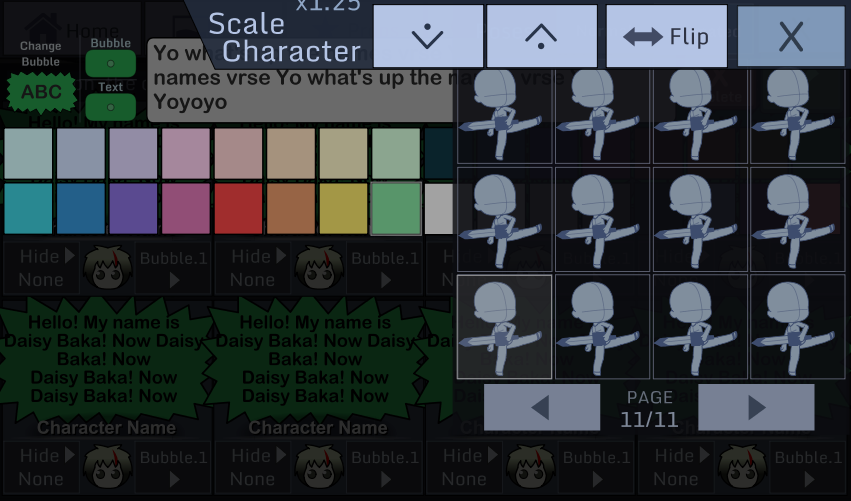 Home
x1.25
Scale
Character
Flip
X
Change
Bubble
ABC
Bubble
Text
Yo wha
names vrse Yo what's up the
Yoyoyo
Hide
None
Bubble.1
Hide
None
Bubble.1
Hello! My name is
Daisy Baka! Now Daisy
Baka! Now
Daisy Baka! Now
Daisy Baka! Now
Character Name
Hello! My name is
Daisy Baka! Now Daisy
Baka! Now
Daisy Baka! Now
Daisy Baka! Now
Character Name
PAGE
11/11
Hide
None
Bubble.1
Hide
None
Bubble.1
Hide
None
Bubble.1
Hide
None
Bubble.1